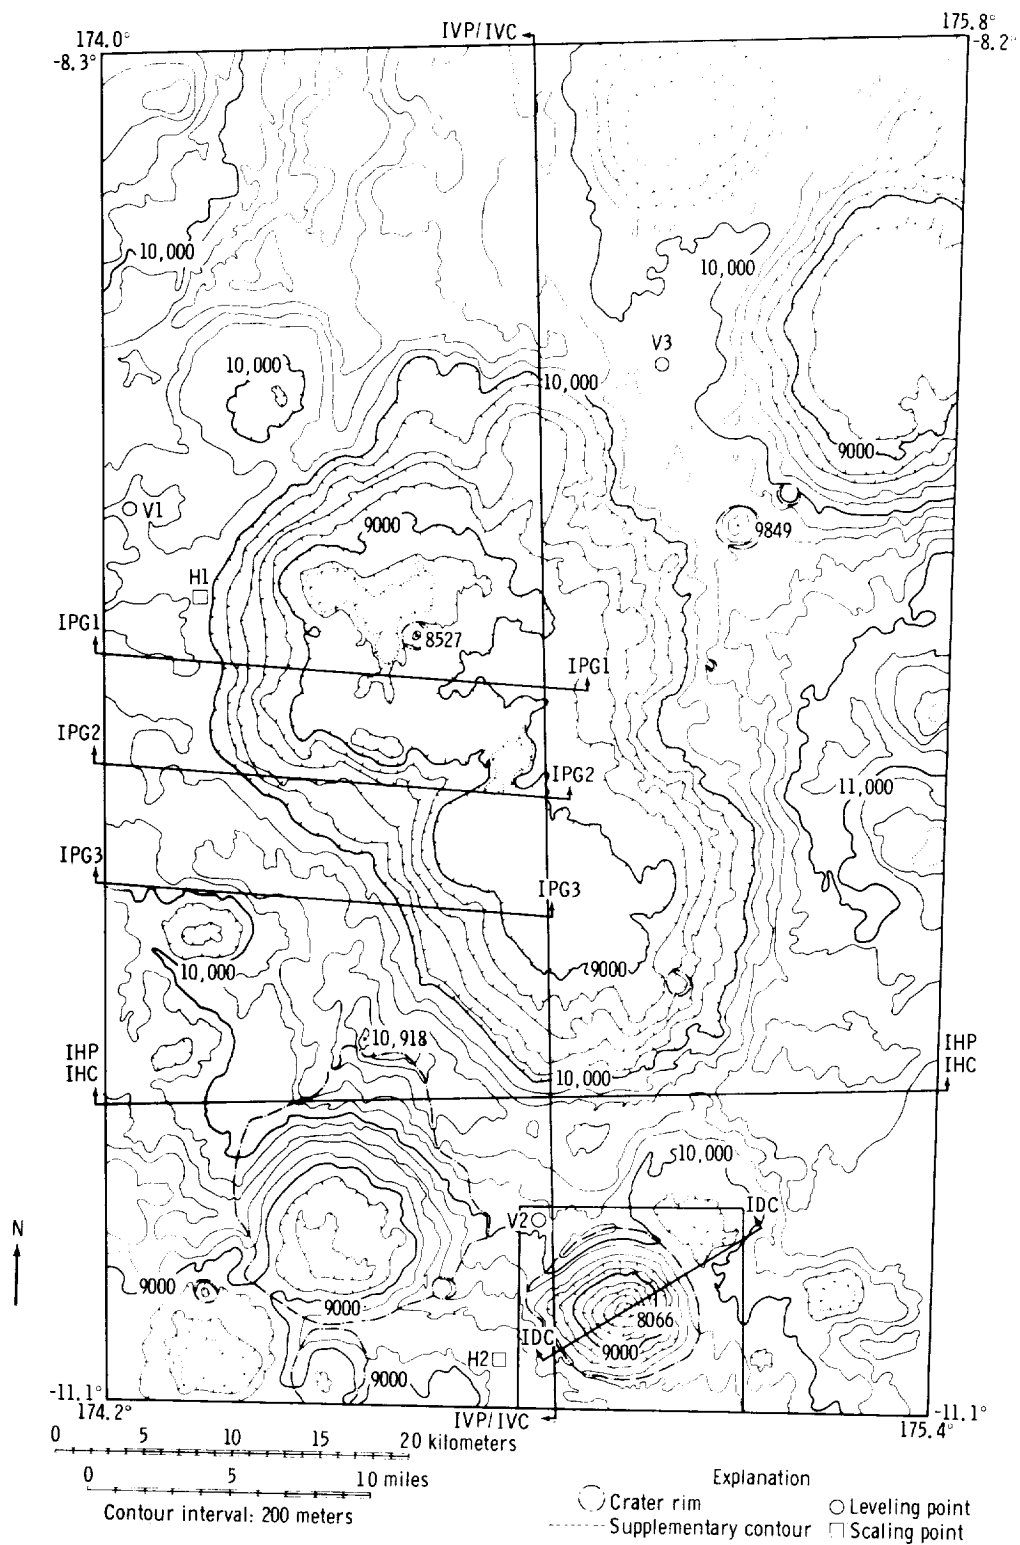 IVP/IVC
174.0°
-8.3°
175.8°
-8.2°
10,000
10,000
V3
10,000
10,000
9000
V1
9000
9849
H1
IPG1
8527
IPG1
IPG2
IPG2
11,000
IPG3
IPG3
9000
10,000
10,918
IHP
IHC
IHP
IHC
10,000
10,000
N
V2
IDC
9000
9000
8066
IDC
9000
H2
9000
-11.1°
174.2°
IVP/IVC
-11.1°
175.4°
0 5 10 15 20 kilometers
0 5 10 miles
Contour interval: 200 meters
Explanation
Crater rim
Leveling point
Supplementary contour
Scaling point